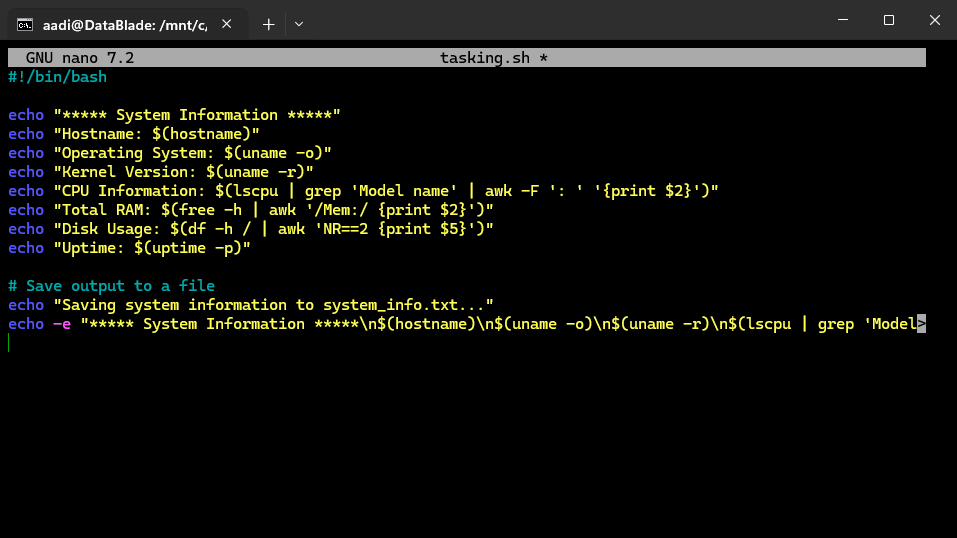 aadi@DataBlade: /mnt/c/
GNU nano 7.2 tasking.sh *
#!/bin/bash
echo "***** System Information *****"
echo "Hostname: $(hostname)"
echo "Operating System: $(uname -o)"
echo "Kernel Version: $(uname -r)"
echo "CPU Information: $(lscpu | grep 'Model name' | awk -F ': ' '{print $2}')"
echo "Total RAM: $(free -h | awk '/Mem:/ {print $2}')"
echo "Disk Usage: $(df -h / | awk 'NR==2 {print $5}')"
echo "Uptime: $(uptime -p)"
# Save output to a file
echo "Saving system information to system_info.txt..."
echo -e "***** System Information *****\n$(hostname)\n$(uname -o)\n$(uname -r)\n$(lscpu | grep 'Model>